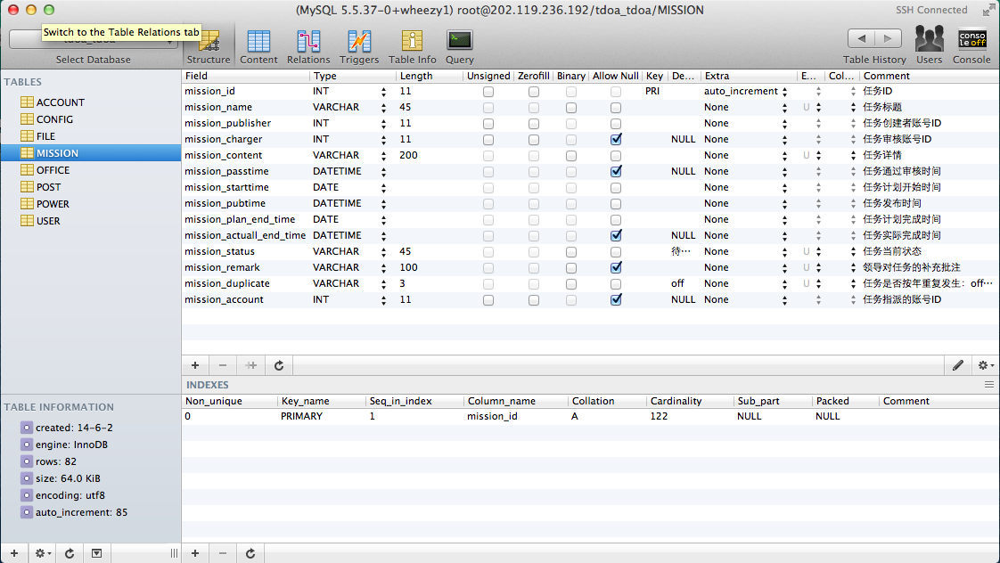 (MySQL 5.5.37-0+wheezy1) root@202.119.236.192/tdoa_tdoa/MISSION
SSH Connected
Switch to the Table Relations tab
Select Database
Structure Content Relations Triggers Table Info Query
Table History Users Console
conso
le off
TABLES
ACCOUNT
CONFIG
FILE
MISSION
OFFICE
POST
POWER
USER
Field Type Length Unsigned Zerofill Binary Allow Null Key De... Extra E... Col... Comment
mission_id INT 11 PRI auto_increment 任务ID
mission_name VARCHAR 45 None U 任务标题
mission_publisher INT 11 None 任务创建者账号ID
mission_charger INT 11 NULL None 任务审核账号ID
mission_content VARCHAR 200 None U 任务详情
mission_passtime DATETIME NULL None 任务通过审核时间
mission_starttime DATE None 任务计划开始时间
mission_pubtime DATETIME None 任务发布时间
mission_plan_end_time DATE None 任务计划完成时间
mission_actuall_end_time DATETIME NULL None 任务实际完成时间
mission_status VARCHAR 45 待… None U 任务当前状态
mission_remark VARCHAR 100 None U 领导对任务的补充批注
mission_duplicate VARCHAR 3 off None U 任务是否按年重复发生：off…
mission_account INT 11 NULL None 任务指派的账号ID
INDEXES
Non_unique Key_name Seq_in_index Column_name Collation Cardinality Sub_part Packed Comment
0 PRIMARY 1 mission_id A 122 NULL NULL
TABLE INFORMATION
created: 14-6-2
engine: InnoDB
rows: 82
size: 64.0 KiB
encoding: utf8
auto_increment: 85